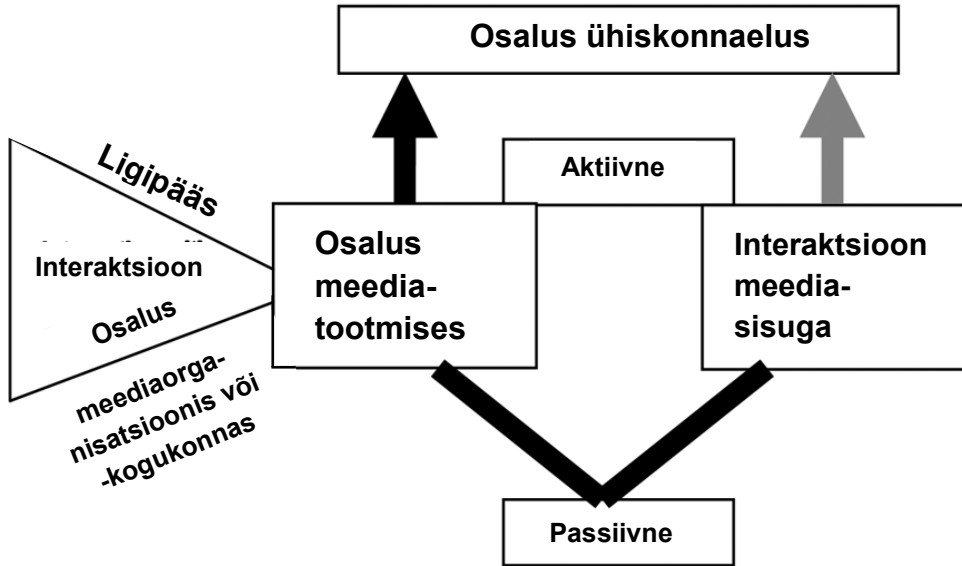 Osalus ühiskonnaelus
Aktiivne
Ligipääs
Interaktsioon
Osalus
meediaorga-
nisatsioonis või
-kogukonnas
Osalus
meedia-
tootmises
Interaktsioon
meedia-
sisuga
Passiivne